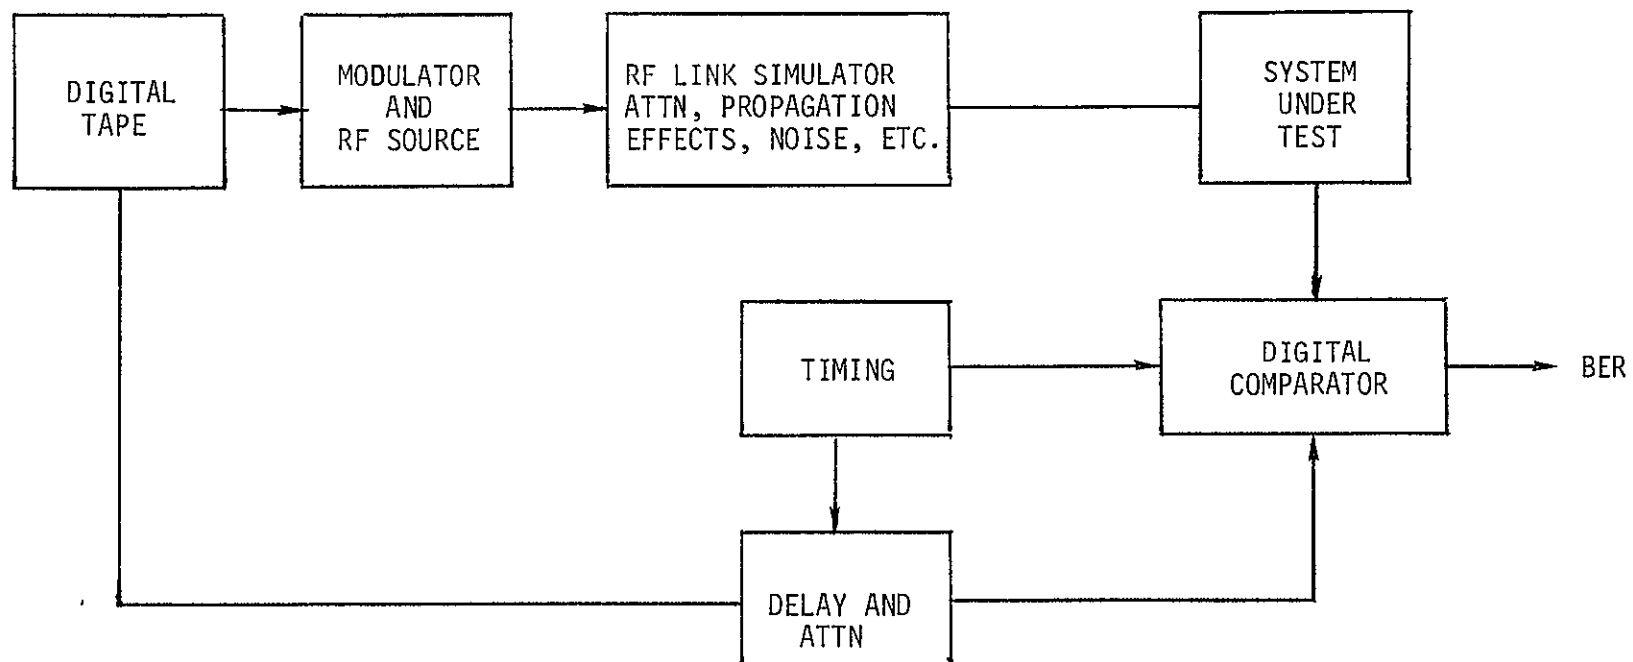 DIGITAL
TAPE
MODULATOR
AND
RF SOURCE
RF LINK SIMULATOR
ATTN, PROPAGATION
EFFECTS, NOISE, ETC.
SYSTEM
UNDER
TEST
TIMING
DIGITAL
COMPARATOR
BER
DELAY AND
ATTN